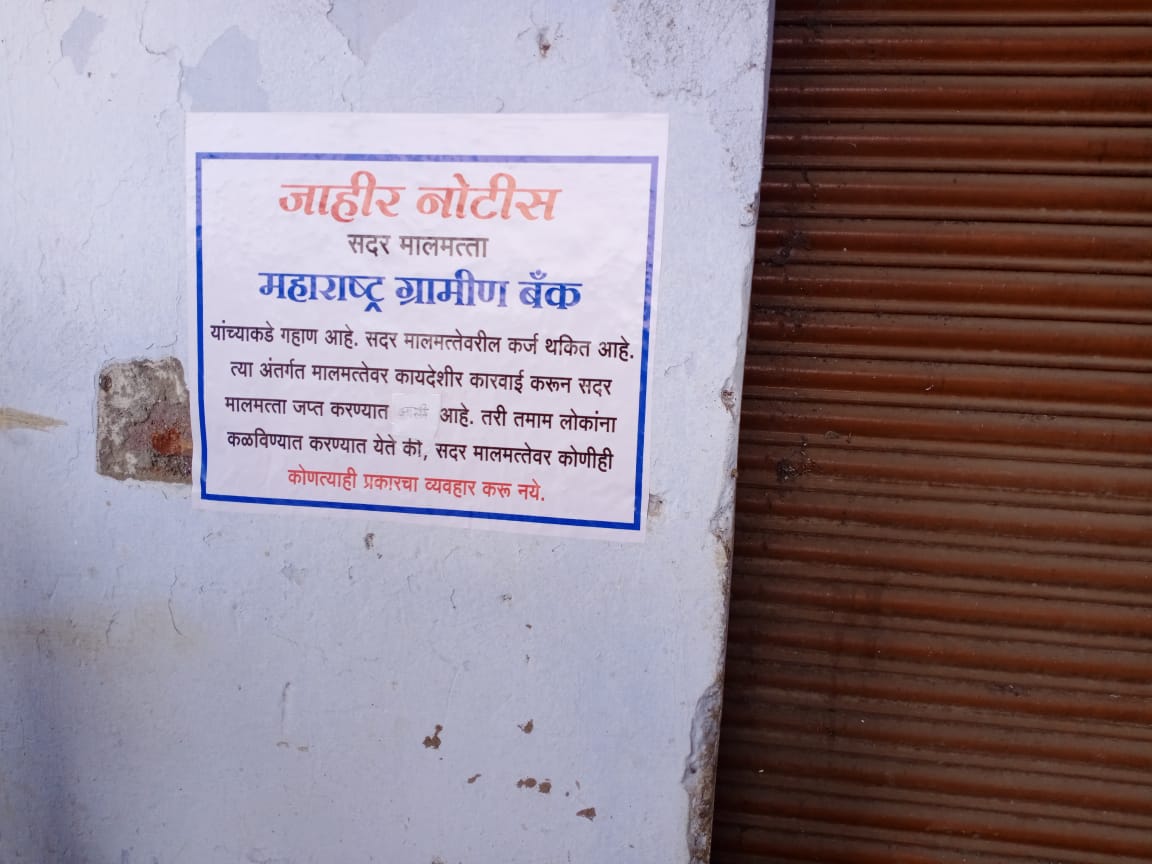 जाहीर नोटीस
सदर मालमत्ता
महाराष्ट्र ग्रामीण बँक
यांच्याकडे गहाण आहे. सदर मालमत्तेवरील कर्ज थकित आहे.
त्या अंतर्गत मालमत्तेवर कायदेशीर कारवाई करून सदर
मालमत्ता जप्त करण्यात आहे. तरी तमाम लोकांना
कळविण्यात करण्यात येते की, सदर मालमत्तेवर कोणीही
कोणत्याही प्रकारचा व्यवहार करू नये.